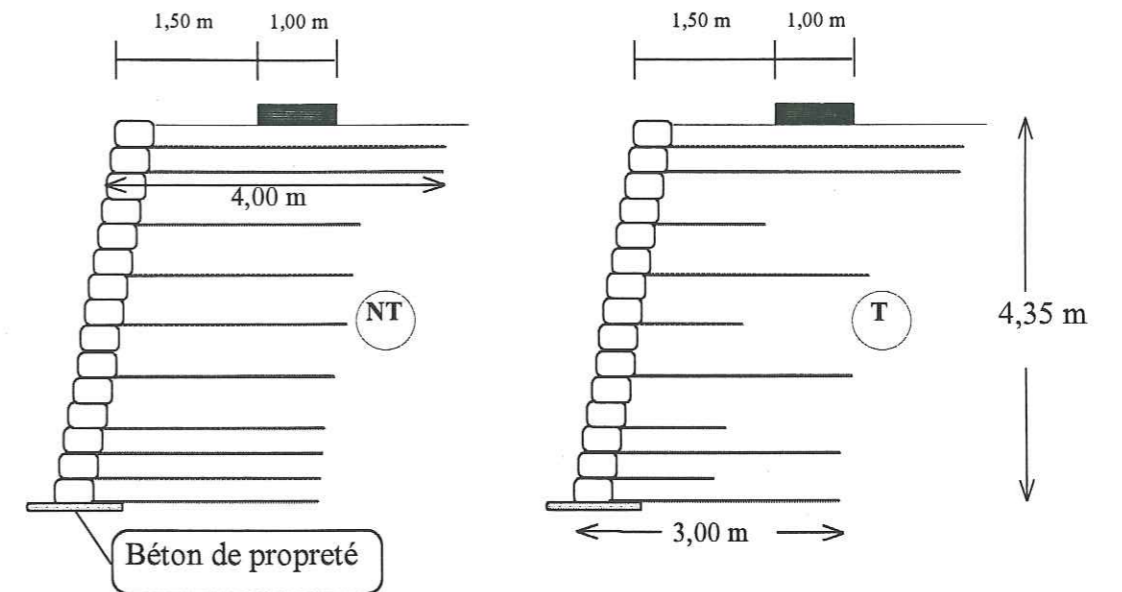 1,50 m 1,00 m
1,50 m 1,00 m
4,00 m
NT
T
4,35 m
3,00 m
Béton de propreté